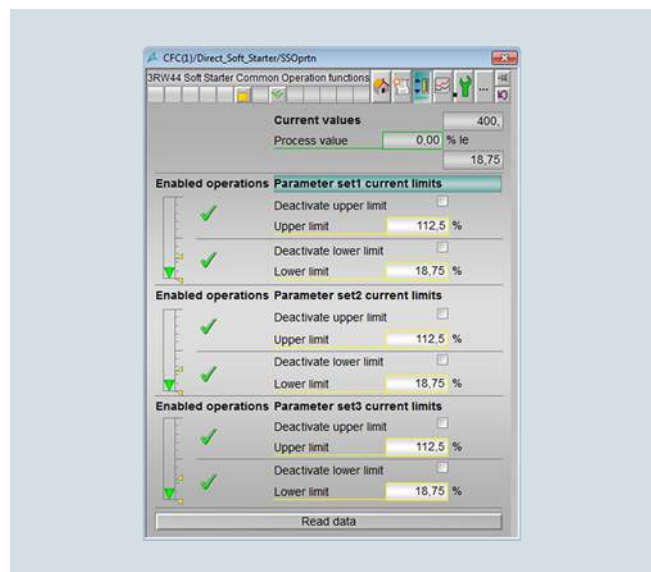 CFC(1)/Direct_Soft_Starter/SSOprtn
3RW44 Soft Starter Common Operation functions
...
Current values 400,
Process value 0,00 % Ie
18,75
Enabled operations Parameter set1 current limits
Deactivate upper limit
Upper limit 112,5 %
Deactivate lower limit
Lower limit 18,75 %
Enabled operations Parameter set2 current limits
Deactivate upper limit
Upper limit 112,5 %
Deactivate lower limit
Lower limit 18,75 %
Enabled operations Parameter set3 current limits
Deactivate upper limit
Upper limit 112,5 %
Deactivate lower limit
Lower limit 18,75 %
Read data